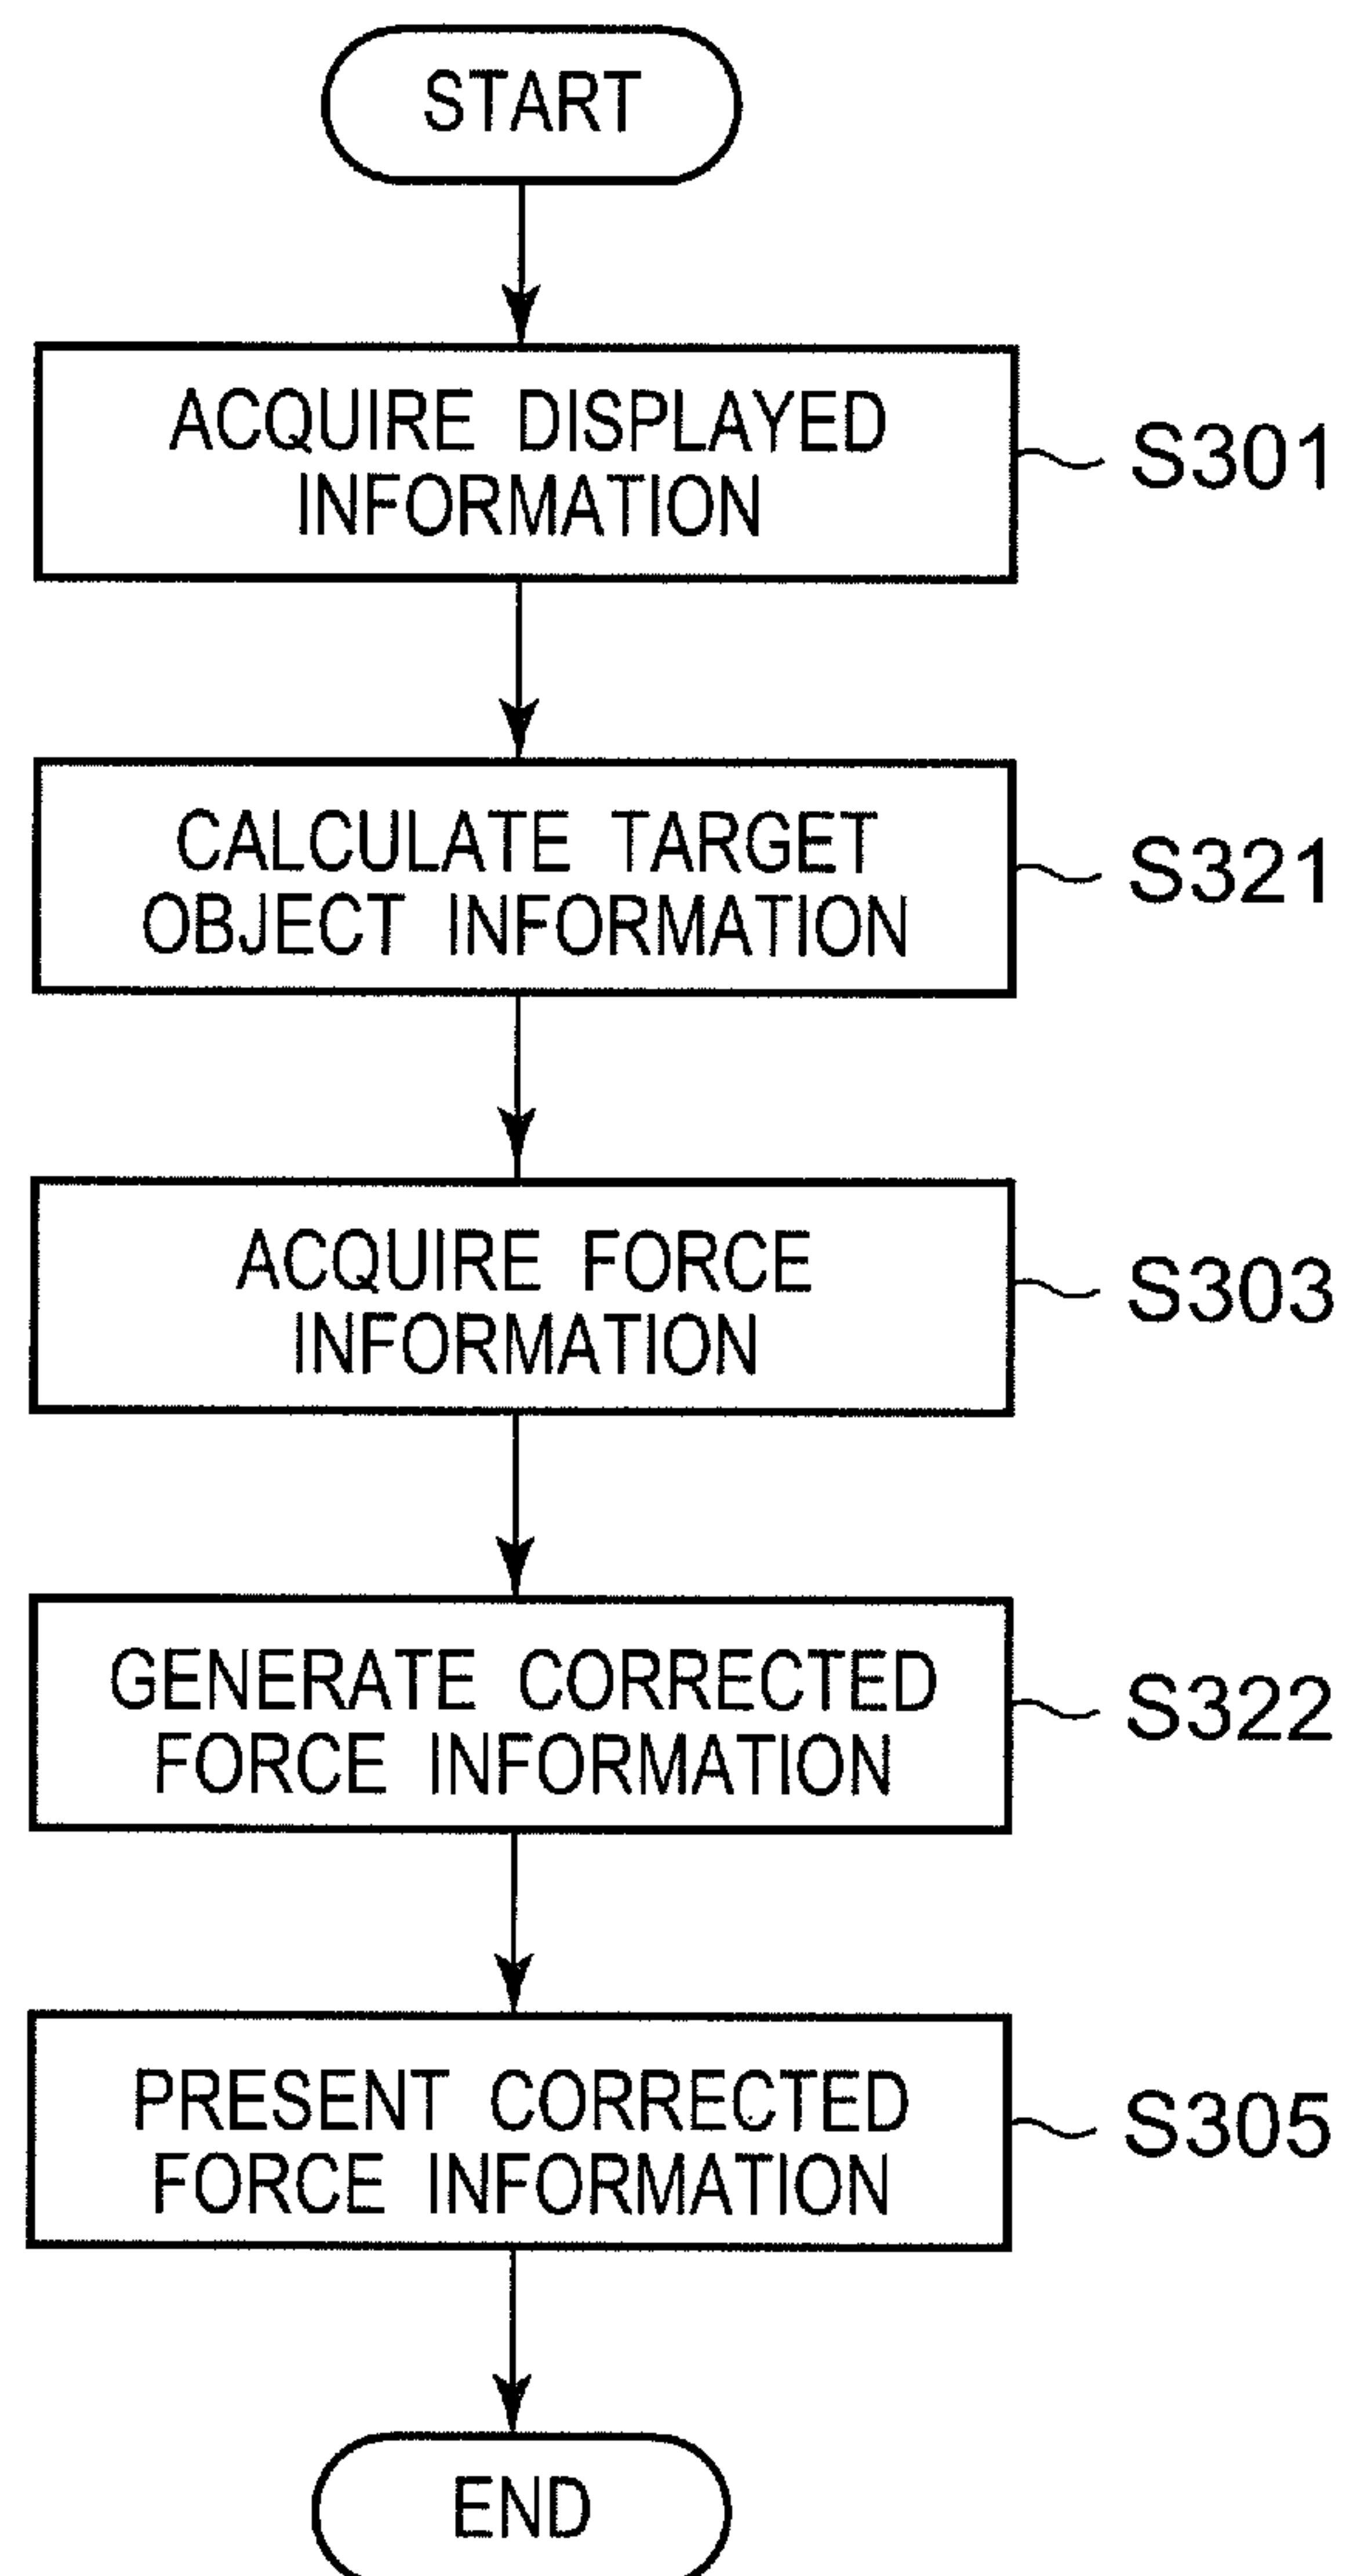 START
ACQUIRE DISPLAYED
INFORMATION
S301
CALCULATE TARGET
OBJECT INFORMATION
S321
ACQUIRE FORCE
INFORMATION
S303
GENERATE CORRECTED
FORCE INFORMATION
S322
PRESENT CORRECTED
FORCE INFORMATION
S305
END